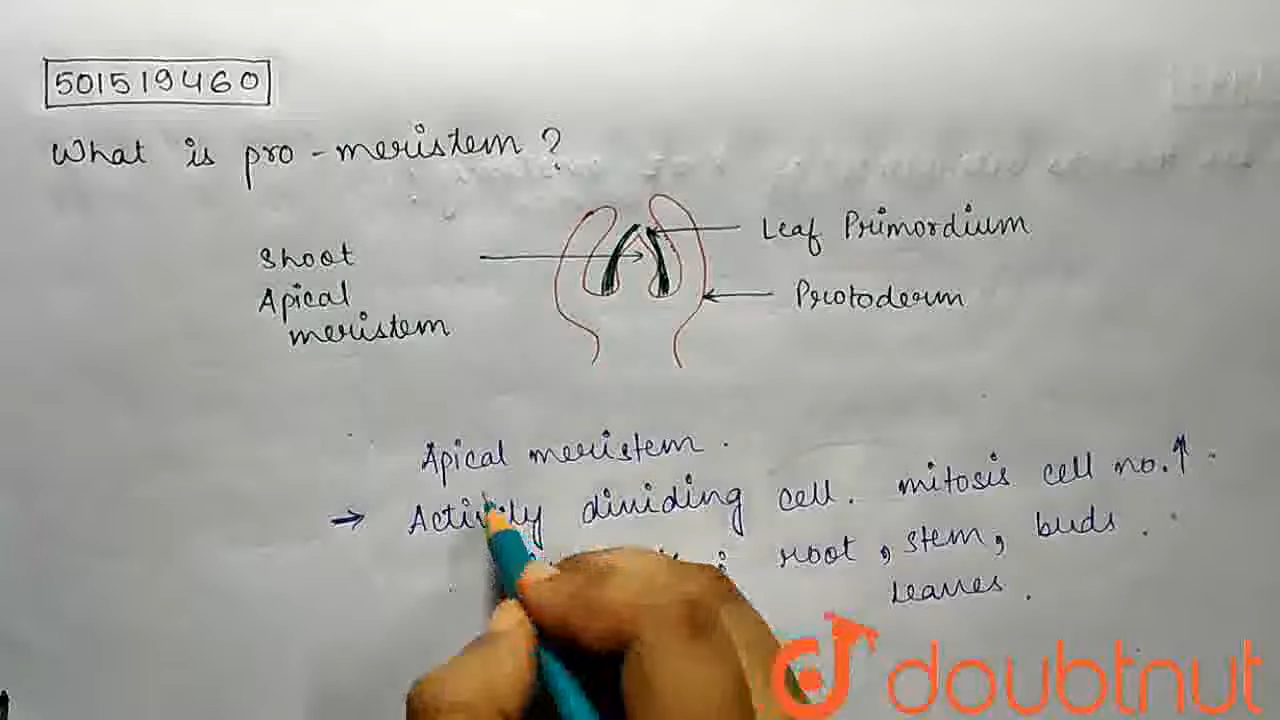 501519460
What is pro-meristem?
Leaf Primordium
Shoot
Apical
meristem
Protoderm
Apical meristem.
→ Actively dividing cell. mitosis cell no.↑.
root, stem, buds.
leaves.
doubtnut